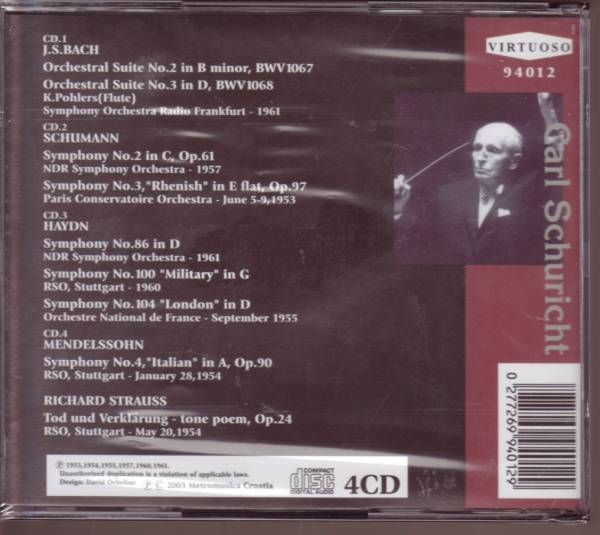 CD.1
J.S.BACH
Orchestral Suite No.2 in B minor, BWV1067
Orchestral Suite No.3 in D, BWV1068
K.Pohlers(Flute)
Symphony Orchestra Radio Frankfurt - 1961
CD.2
SCHUMANN
Symphony No.2 in C, Op.61
NDR Symphony Orchestra - 1957
Symphony No.3,"Rhenish" in E flat, Op.97
Paris Conservatoire Orchestra - June 5-9,1953
CD.3
HAYDN
Symphony No.86 in D
NDR Symphony Orchestra - 1961
Symphony No.100 "Military" in G
RSO, Stuttgart - 1960
Symphony No.104 "London" in D
Orchestre National de France - September 1955
CD.4
MENDELSSOHN
Symphony No.4,"Italian" in A, Op.90
RSO, Stuttgart - January 28,1954
RICHARD STRAUSS
Tod und Verklärung - tone poem, Op.24
RSO, Stuttgart - May 20,1954
Ⓟ 1953,1954,1955,1957,1960,1961.
Unauthorised duplication is a violation of applicable laws.
Design: David Orbelian Ⓟ © 2003 Metromusica Croatia
COMPACT
disc
DIGITAL AUDIO
4CD
VIRTUOSO
94012
Carl Schuricht
0 27726 94012 9